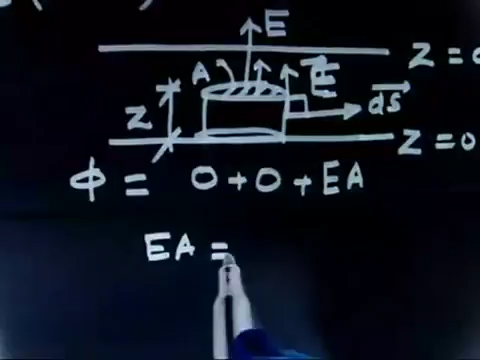 E
A
E
z = 
ds
z
z = 0
Φ = 0 + 0 + EA
EA =